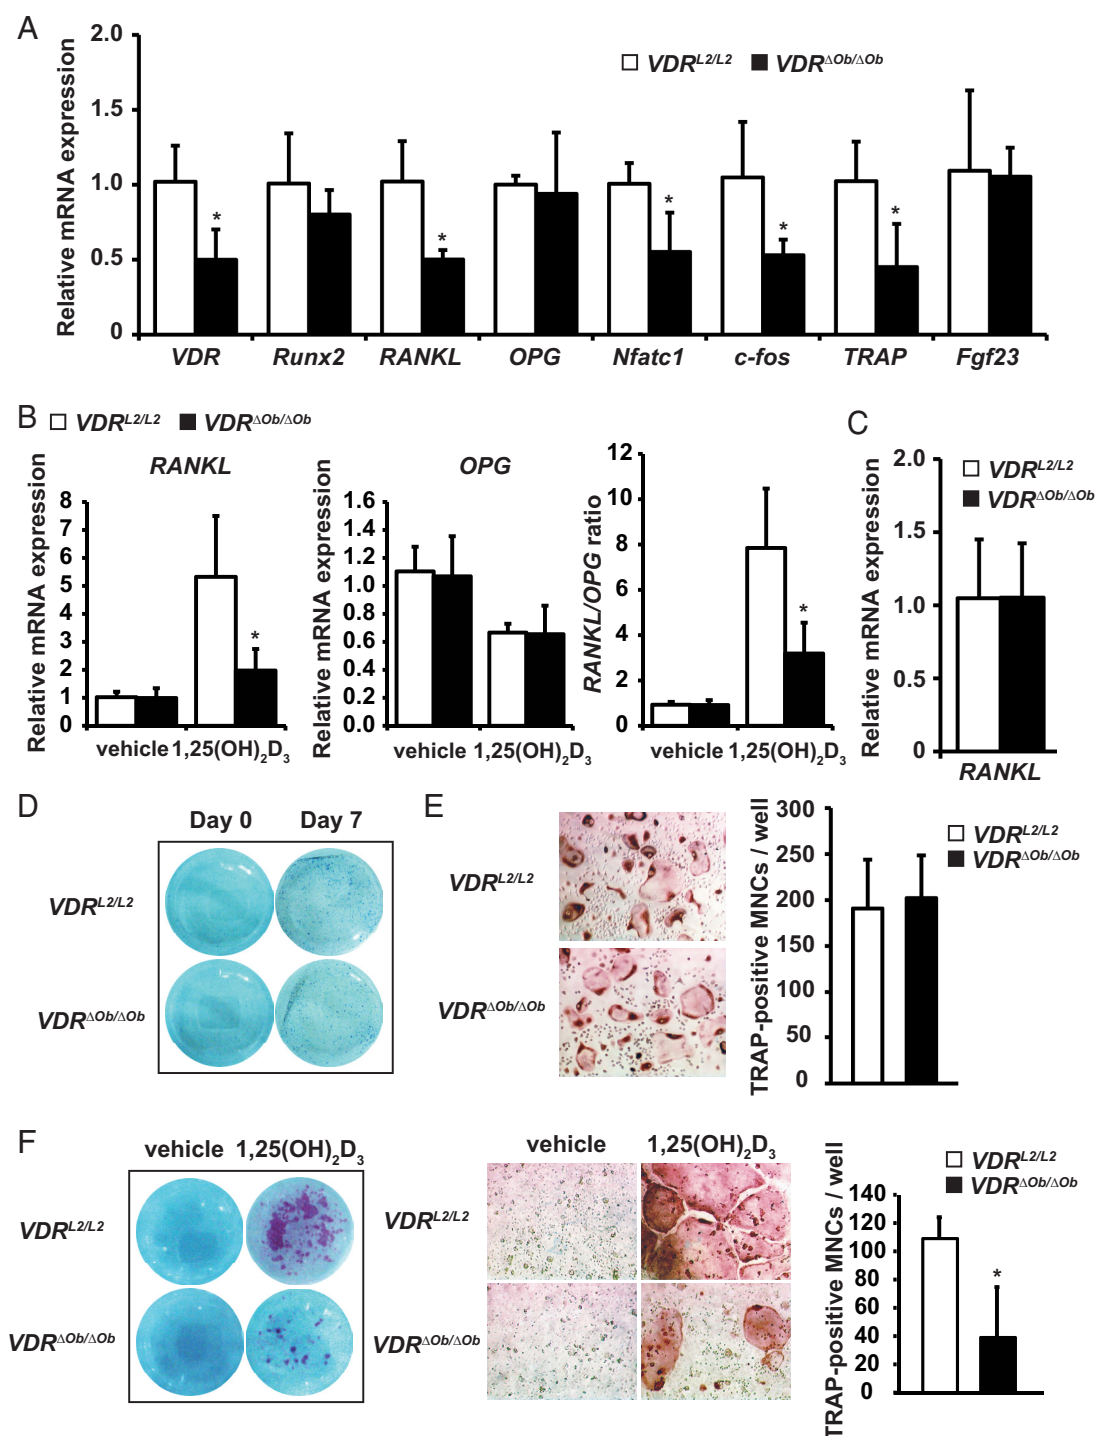 A
Relative mRNA expression
2.0
1.5
1.0
0.5
0
VDR^L2/L2 VDR^ΔOb/ΔOb
* * * * *
VDR Runx2 RANKL OPG Nfatc1 c-fos TRAP Fgf23
B
VDR^L2/L2 VDR^ΔOb/ΔOb
RANKL
Relative mRNA expression
8
7
6
5
4
3
2
1
0
*
vehicle 1,25(OH)₂D₃
OPG
Relative mRNA expression
1.6
1.4
1.2
1.0
0.8
0.6
0.4
0.2
0.0
vehicle 1,25(OH)₂D₃
RANKL/OPG ratio
12
10
8
6
4
2
0
*
vehicle 1,25(OH)₂D₃
C
Relative mRNA expression
2.0
1.5
1.0
0.5
0
VDR^L2/L2
VDR^ΔOb/ΔOb
RANKL
D
Day 0 Day 7
VDR^L2/L2
VDR^ΔOb/ΔOb
E
VDR^L2/L2
VDR^ΔOb/ΔOb
TRAP-positive MNCs / well
300
250
200
150
100
50
0
VDR^L2/L2
VDR^ΔOb/ΔOb
F
vehicle 1,25(OH)₂D₃
VDR^L2/L2
VDR^ΔOb/ΔOb
vehicle 1,25(OH)₂D₃
VDR^L2/L2
VDR^ΔOb/ΔOb
TRAP-positive MNCs / well
140
120
100
80
60
40
20
0
VDR^L2/L2
VDR^ΔOb/ΔOb
*